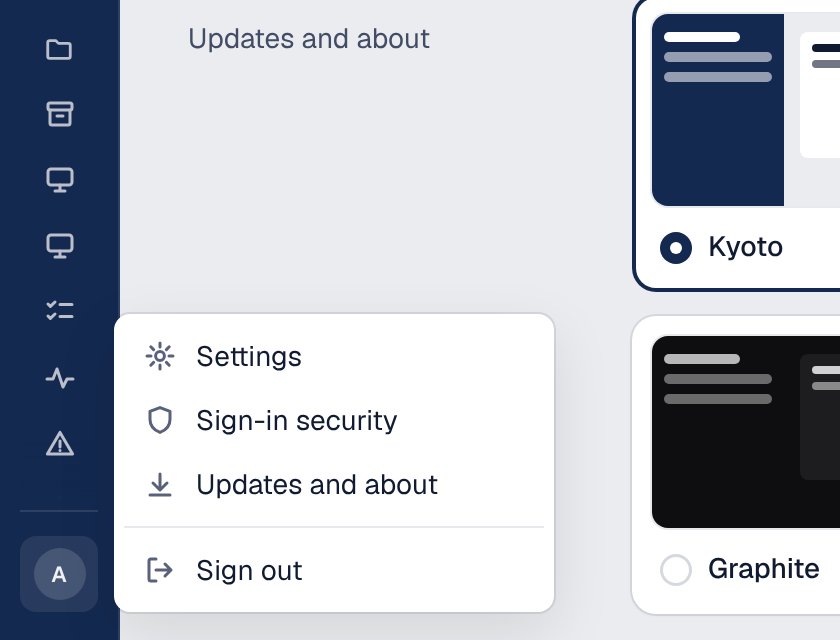 Updates and about
Kyoto
Settings
Sign-in security
Updates and about
Sign out
A
Graphite